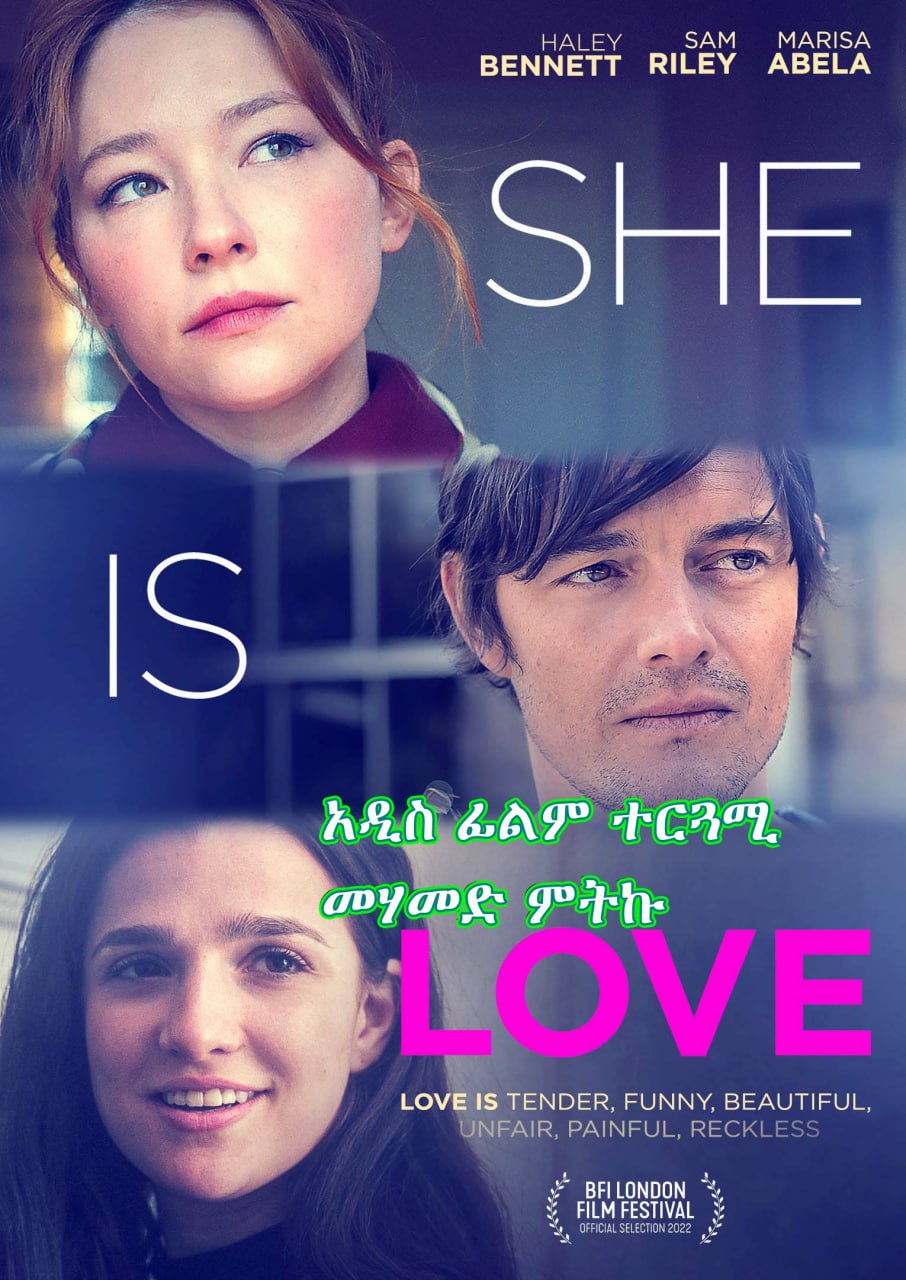 HALEY BENNETT
SAM RILEY
MARISA ABELA
SHE
IS
አዲስ ፊልም ተርጓሚ
መሃመድ ምትኩ
LOVE
LOVE IS TENDER, FUNNY, BEAUTIFUL,
UNFAIR, PAINFUL, RECKLESS
BFI LONDON
FILM FESTIVAL
OFFICIAL SELECTION 2022